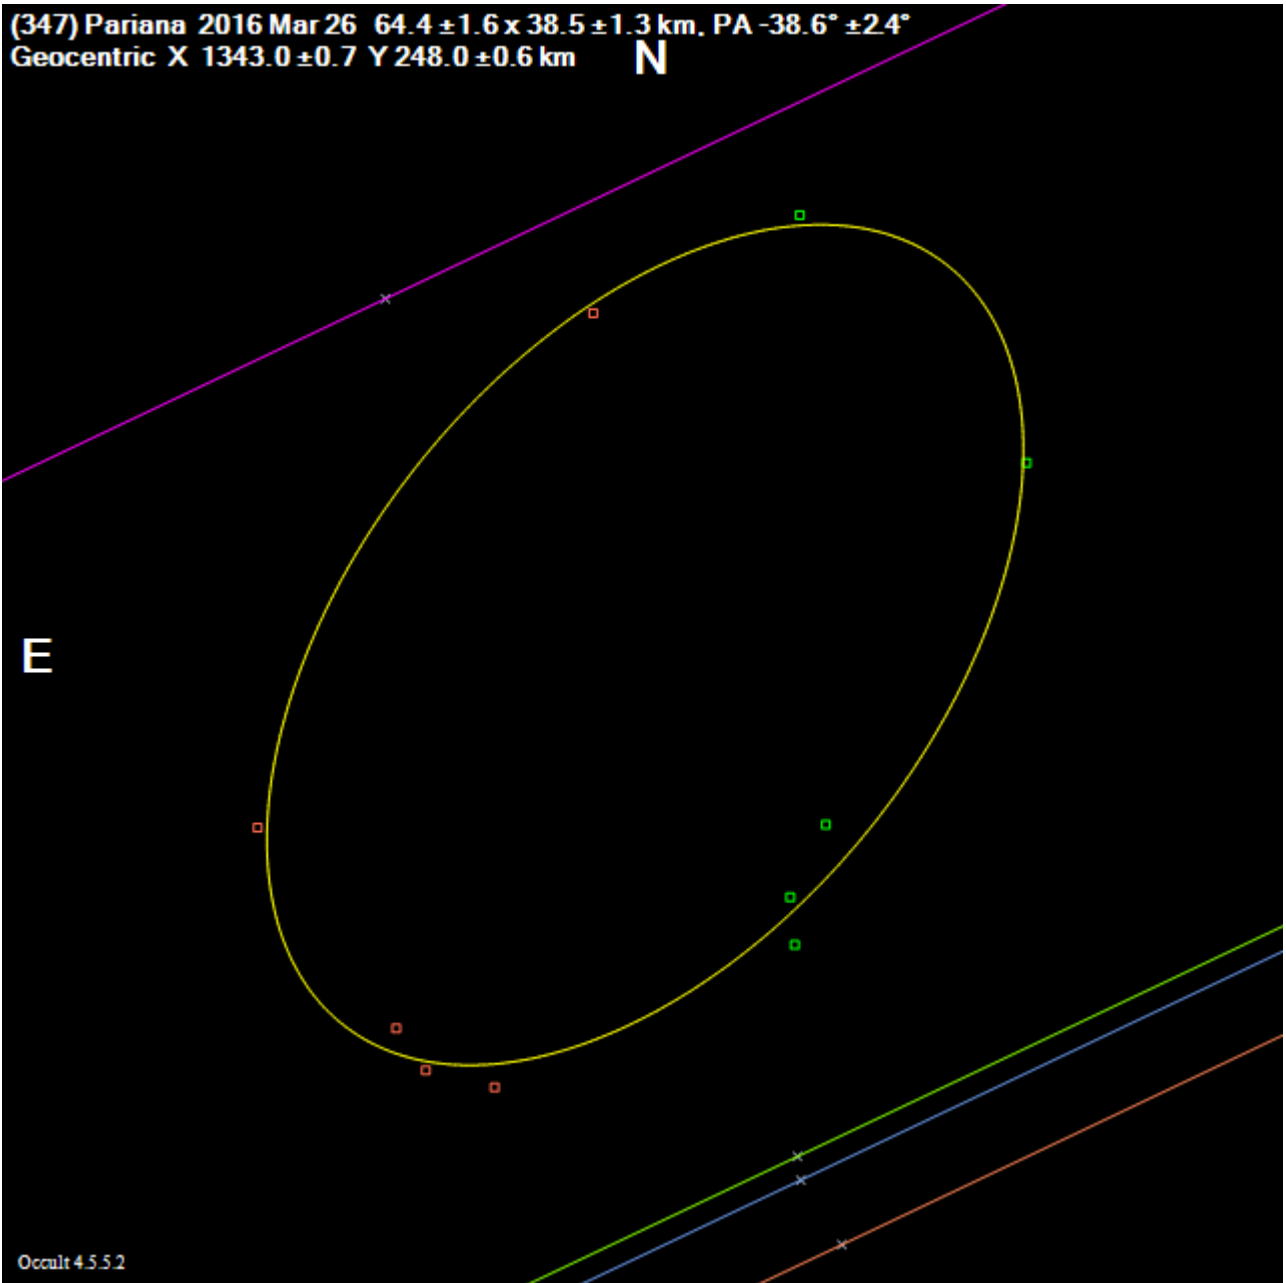 (347) Pariana 2016 Mar 26 64.4 ±1.6 x 38.5 ±1.3 km, PA -38.6° ±2.4°
Geocentric X 1343.0 ±0.7 Y 248.0 ±0.6 km
N
E
Occult 4.5.5.2